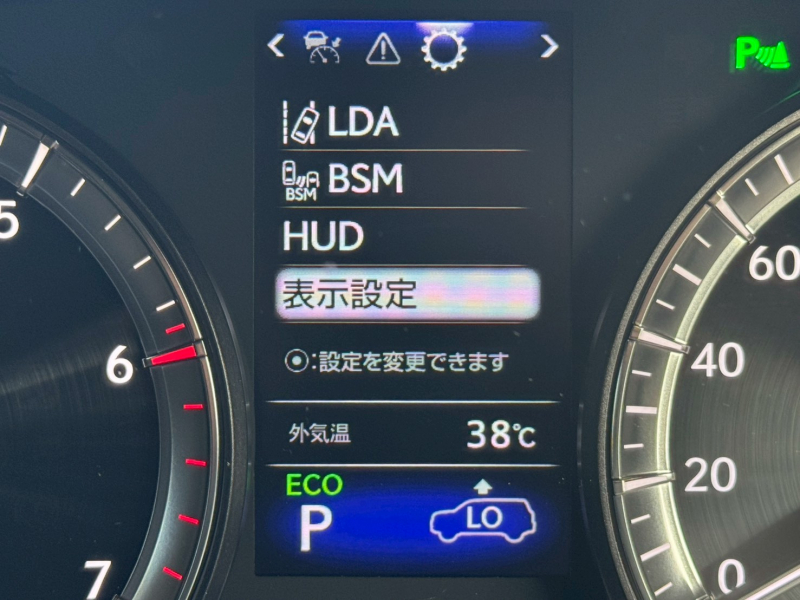 P
LDA
BSM
BSM
HUD
表示設定
⦿:設定を変更できます
外気温 38℃
ECO
P
LO
5
6
7
60
40
20
0